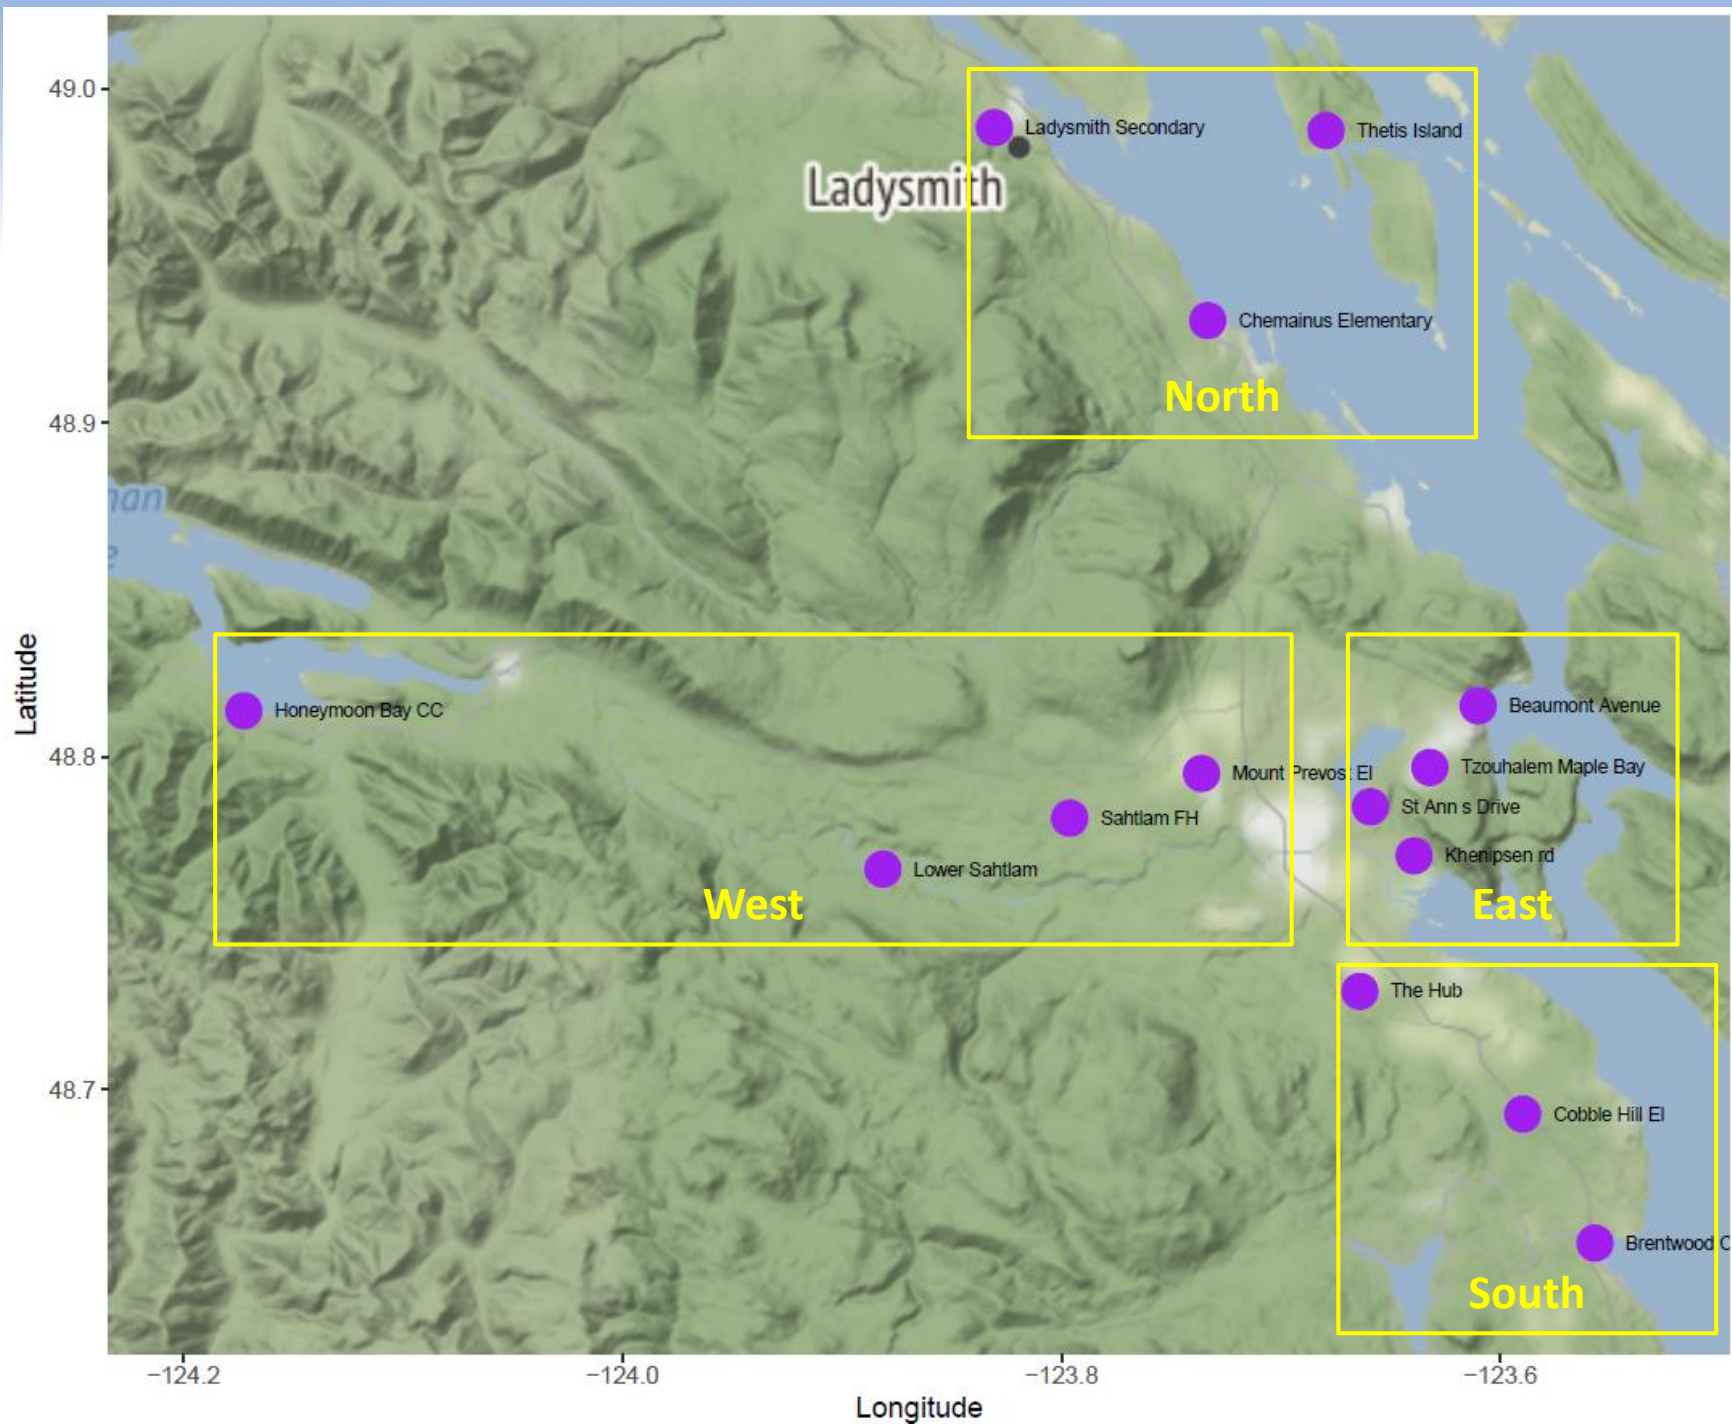 49.0
Ladysmith Secondary
Thetis Island
Ladysmith
Chemainus Elementary
North
48.9
Latitude
Honeymoon Bay CC
Beaumont Avenue
48.8
Mount Prevost El
Tzouhalem Maple Bay
St Ann s Drive
Sahtlam FH
Khenipsen rd
Lower Sahtlam
West
East
The Hub
48.7
Cobble Hill El
Brentwood C
South
−124.2
−124.0
−123.8
−123.6
Longitude